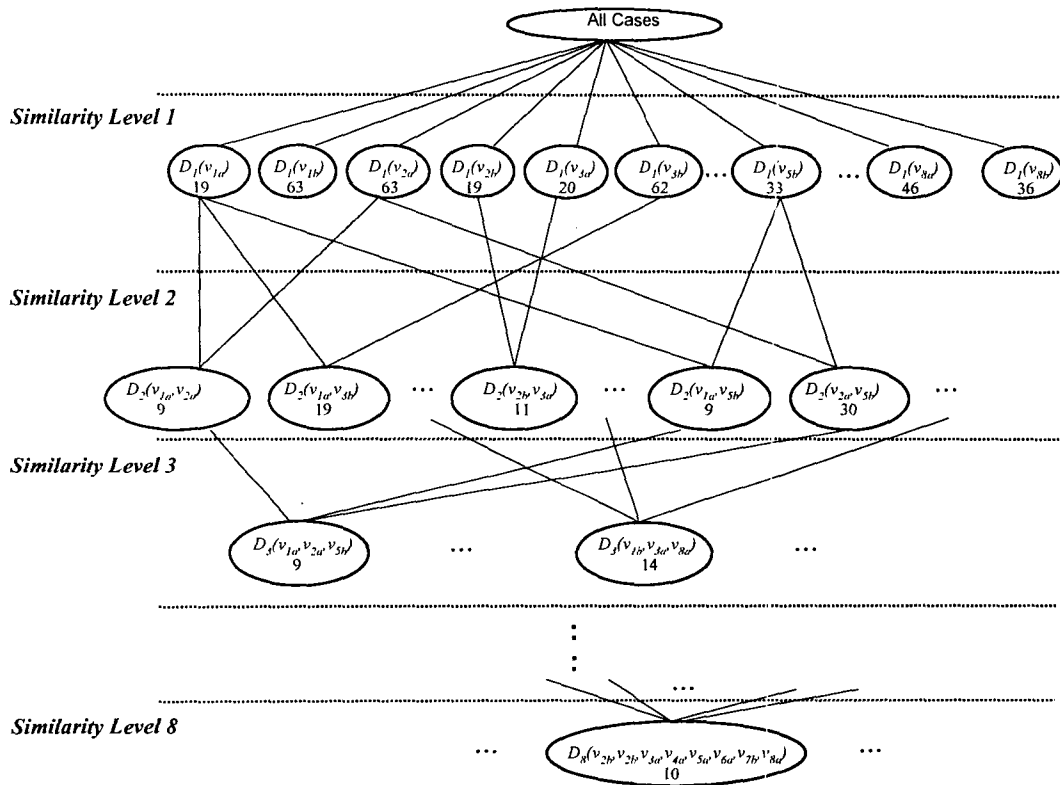 All Cases
Similarity Level 1
D1(v1a)
19
D1(v1b)
63
D1(v2a)
63
D1(v2b)
19
D1(v3a)
20
D1(v3b)
62
...
D1(v5b)
33
...
D1(v8a)
46
D1(v8b)
36
Similarity Level 2
D2(v1a,v2a)
9
D2(v1a,v3b)
19
...
D2(v2b,v3a)
11
...
D2(v1a,v5b)
9
D2(v2a,v5b)
30
...
Similarity Level 3
D3(v1a,v2a,v5b)
9
...
D3(v1b,v3a,v8a)
14
...
...
Similarity Level 8
...
D8(v2b,v2b,v3a,v4a,v5a,v6a,v7b,v8a)
10
...